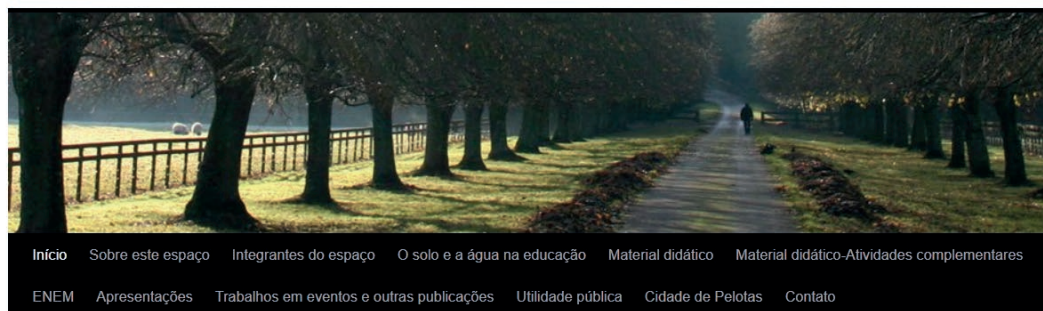 Início Sobre este espaço Integrantes do espaço O solo e a água na educação Material didático Material didático-Atividades complementares
ENEM Apresentações Trabalhos em eventos e outras publicações Utilidade pública Cidade de Pelotas Contato